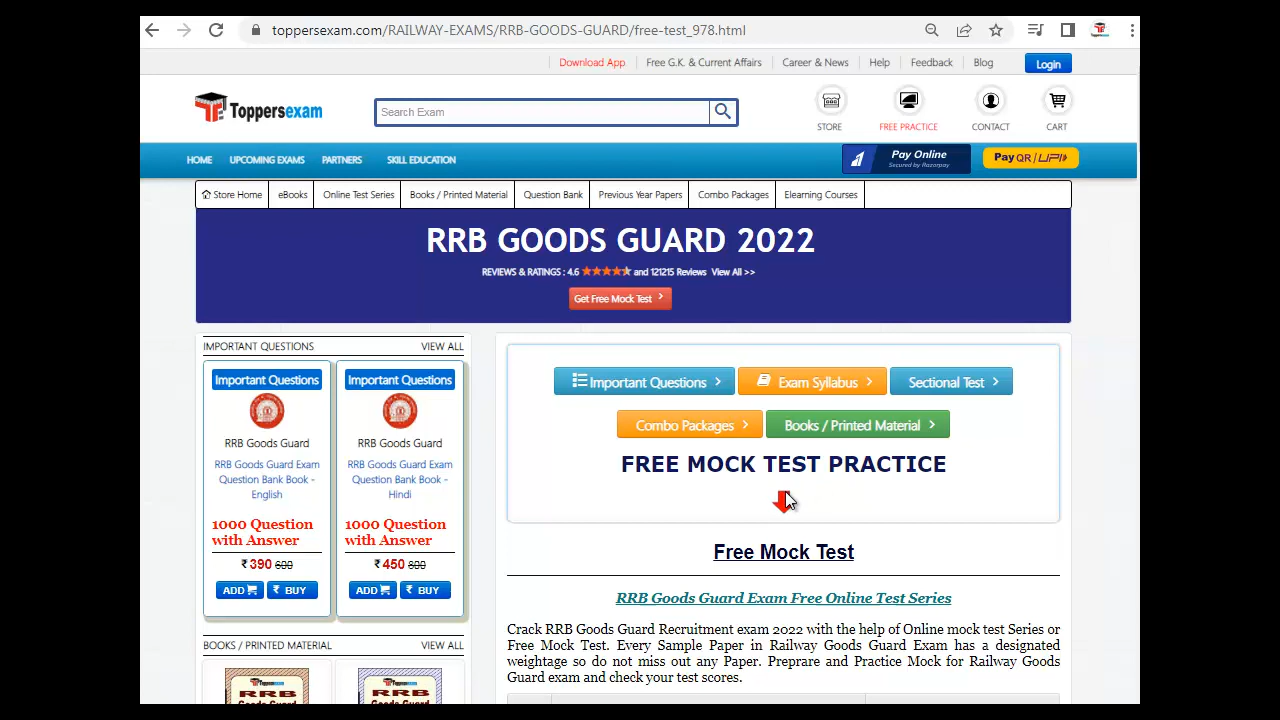 toppersexam.com/RAILWAY-EXAMS/RRB-GOODS-GUARD/free-test_978.html
Download App Free G.K. & Current Affairs Career & News Help Feedback Blog Login
Toppersexam
Search Exam
STORE FREE PRACTICE CONTACT CART
HOME UPCOMING EXAMS PARTNERS SKILL EDUCATION
Pay Online
Secured by Razorpay
Pay QR / UPI
Store Home eBooks Online Test Series Books / Printed Material Question Bank Previous Year Papers Combo Packages Elearning Courses
RRB GOODS GUARD 2022
REVIEWS & RATINGS : 4.6 and 121215 Reviews View All >>
Get Free Mock Test
IMPORTANT QUESTIONS VIEW ALL
Important Questions
RRB Goods Guard
RRB Goods Guard Exam
Question Bank Book -
English
1000 Question
with Answer
₹ 390 600
ADD ₹ BUY
Important Questions
RRB Goods Guard
RRB Goods Guard Exam
Question Bank Book -
Hindi
1000 Question
with Answer
₹ 450 800
ADD ₹ BUY
BOOKS / PRINTED MATERIAL VIEW ALL
Toppersexam
RRB
Goods Guard
Toppersexam
RRB
Goods Guard
Important Questions Exam Syllabus Sectional Test
Combo Packages Books / Printed Material
FREE MOCK TEST PRACTICE
Free Mock Test
RRB Goods Guard Exam Free Online Test Series
Crack RRB Goods Guard Recruitment exam 2022 with the help of Online mock test Series or
Free Mock Test. Every Sample Paper in Railway Goods Guard Exam has a designated
weightage so do not miss out any Paper. Preprare and Practice Mock for Railway Goods
Guard exam and check your test scores.